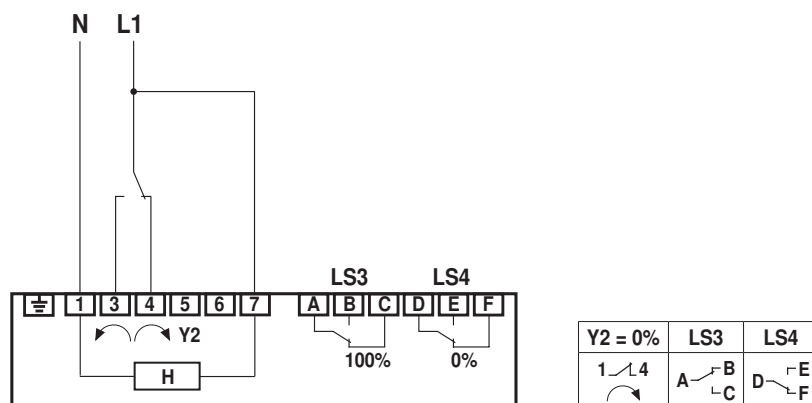 N L1
LS3 LS4
1 3 4 5 6 7 A B C D E F
Y2
100% 0%
H
Y2 = 0% LS3 LS4
1 4 A B C D E F